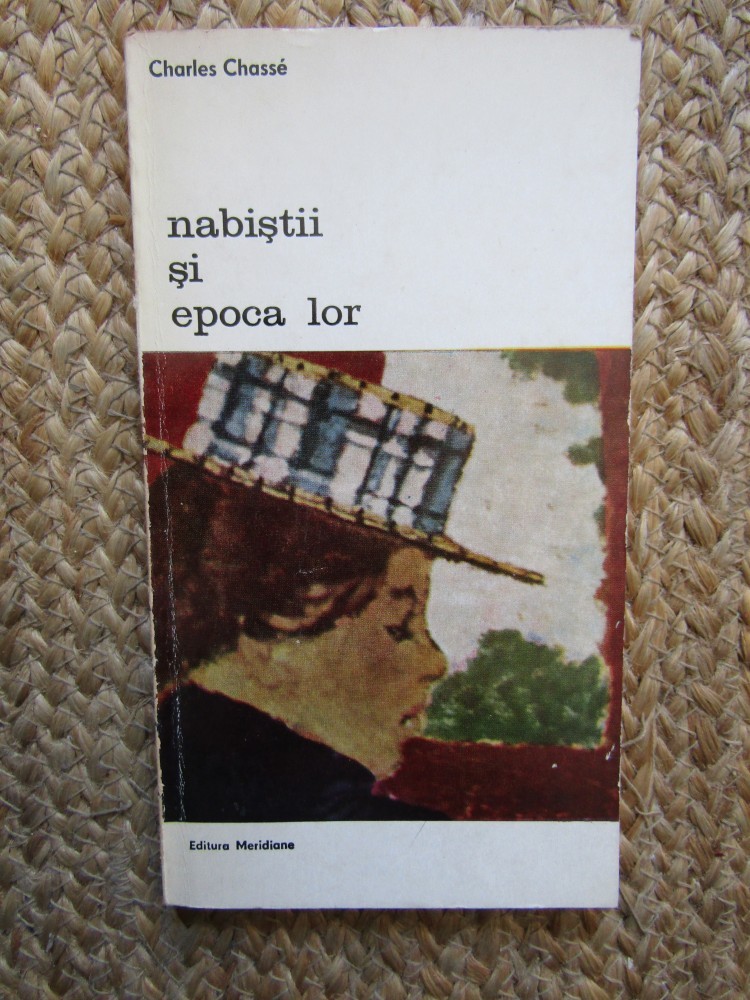 Charles Chassé
nabiştii
şi
epoca lor
Editura Meridiane